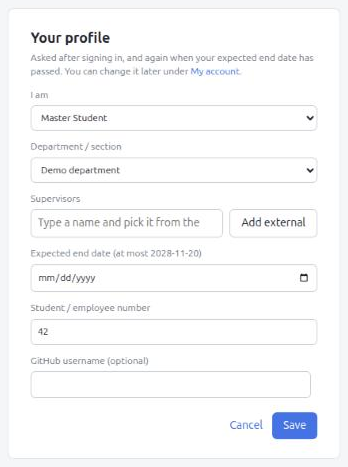 Your profile
Asked after signing in, and again when your expected end date has
passed. You can change it later under My account.
I am
Master Student
Department / section
Demo department
Supervisors
Type a name and pick it from the
Add external
Expected end date (at most 2028-11-20)
mm/dd/yyyy
Student / employee number
42
GitHub username (optional)
Cancel
Save